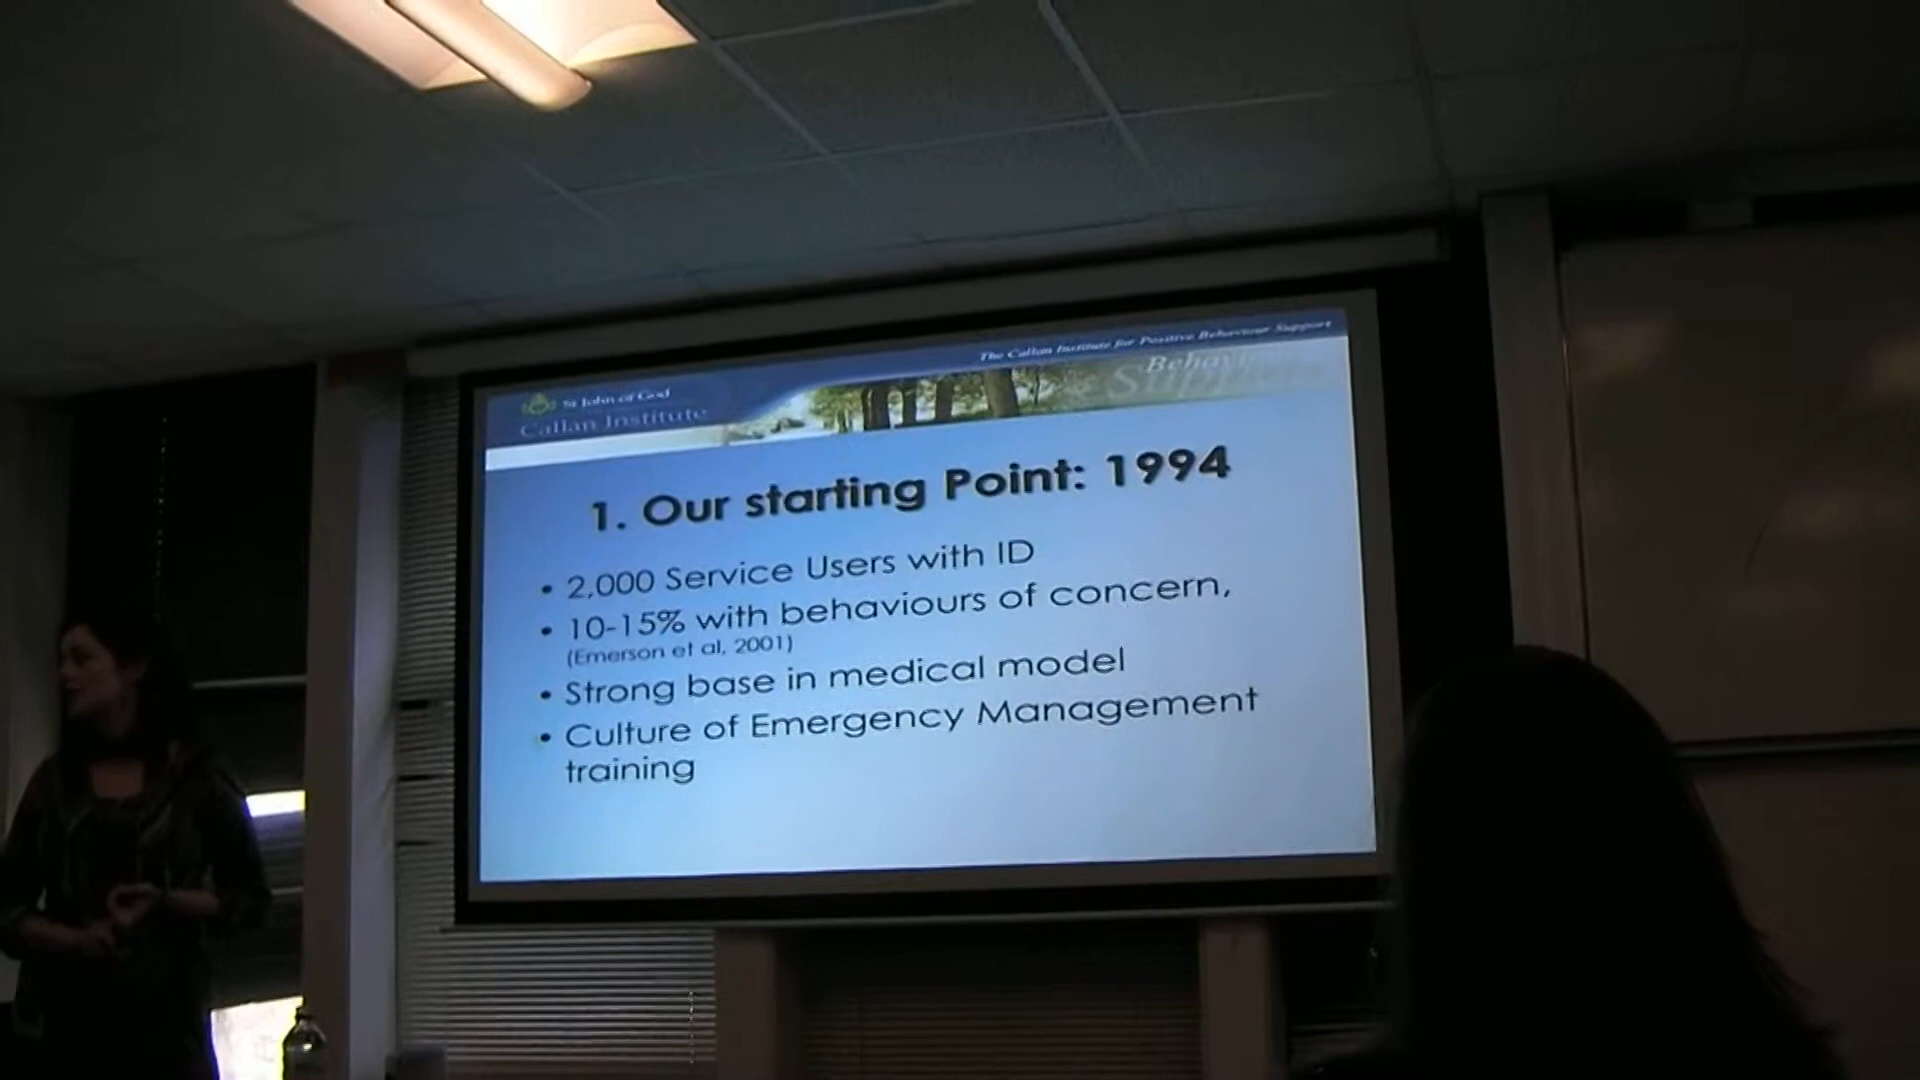 The Callan Institute for Positive Behaviour Support
St John of God
Callan Institute
1. Our starting Point: 1994
• 2,000 Service Users with ID
• 10-15% with behaviours of concern,
(Emerson et al, 2001)
• Strong base in medical model
• Culture of Emergency Management
training